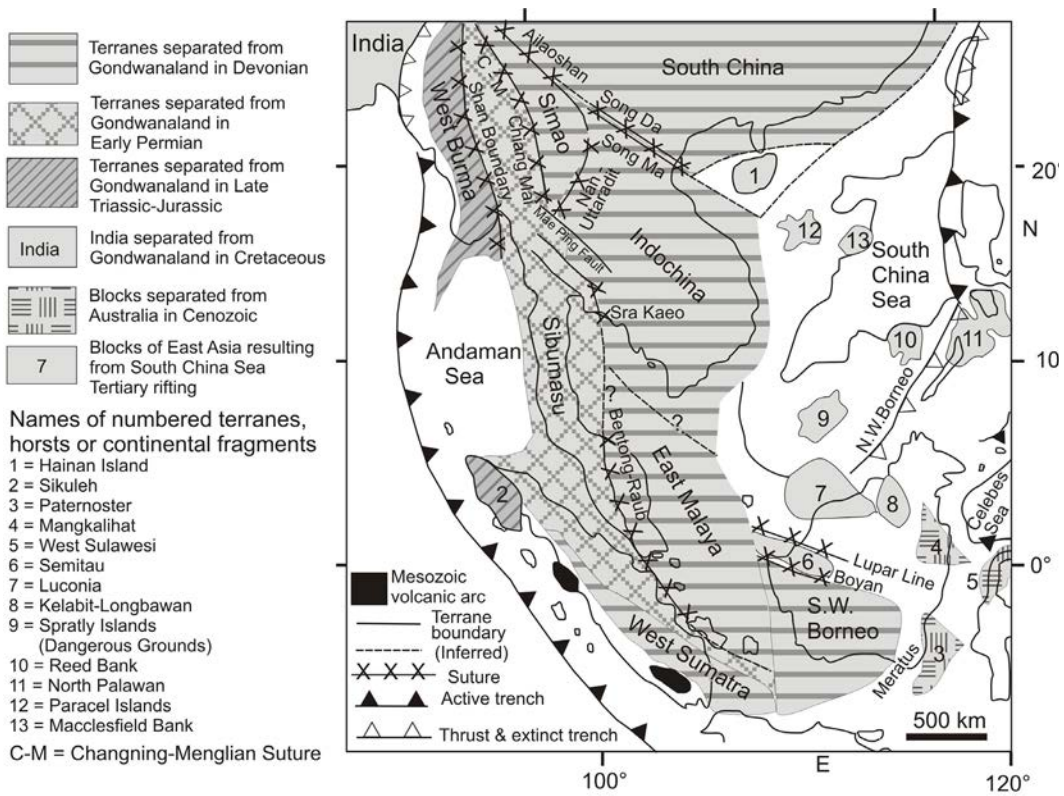 Terranes separated from
Gondwanaland in Devonian
Terranes separated from
Gondwanaland in
Early Permian
Terranes separated from
Gondwanaland in Late
Triassic-Jurassic
India
India separated from
Gondwanaland in Cretaceous
Blocks separated from
Australia in Cenozoic
7
Blocks of East Asia resulting
from South China Sea
Tertiary rifting
Names of numbered terranes,
horsts or continental fragments
1 = Hainan Island
2 = Sikuleh
3 = Paternoster
4 = Mangkalihat
5 = West Sulawesi
6 = Semitau
7 = Luconia
8 = Kelabit-Longbawan
9 = Spratly Islands
(Dangerous Grounds)
10 = Reed Bank
11 = North Palawan
12 = Paracel Islands
13 = Macclesfield Bank
C-M = Changning-Menglian Suture
India
Ailaoshan
South China
C-M
Simao
Song Da
Song Ma
West Burma
Shan Boundary
Chiang Mai
Nan-
Uttaradit
1
20°
Mae Ping Fault
12
13
N
Indochina
South
China
Sea
Sra Kaeo
Sibumasu
Andaman
Sea
10
11
10
?
?
9
N.W.Borneo
Bentong-Raub
East Malaya
2
7
8
Celebes
Sea
Lupar Line
4
6
Boyan
5
0°
S.W.
Borneo
West Sumatra
Meratus
3
Mesozoic
volcanic arc
Terrane
boundary
(Inferred)
Suture
Active trench
Thrust & extinct trench
500 km
100°
E
120°